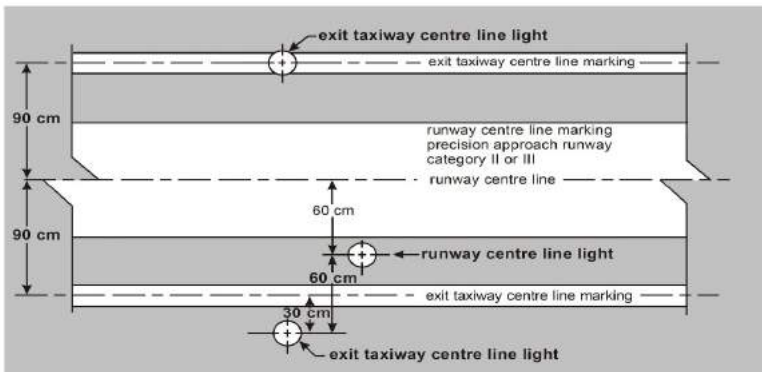 exit taxiway centre line light
exit taxiway centre line marking
90 cm
runway centre line marking
precision approach runway
category II or III
runway centre line
60 cm
90 cm
runway centre line light
60 cm
exit taxiway centre line marking
30 cm
exit taxiway centre line light